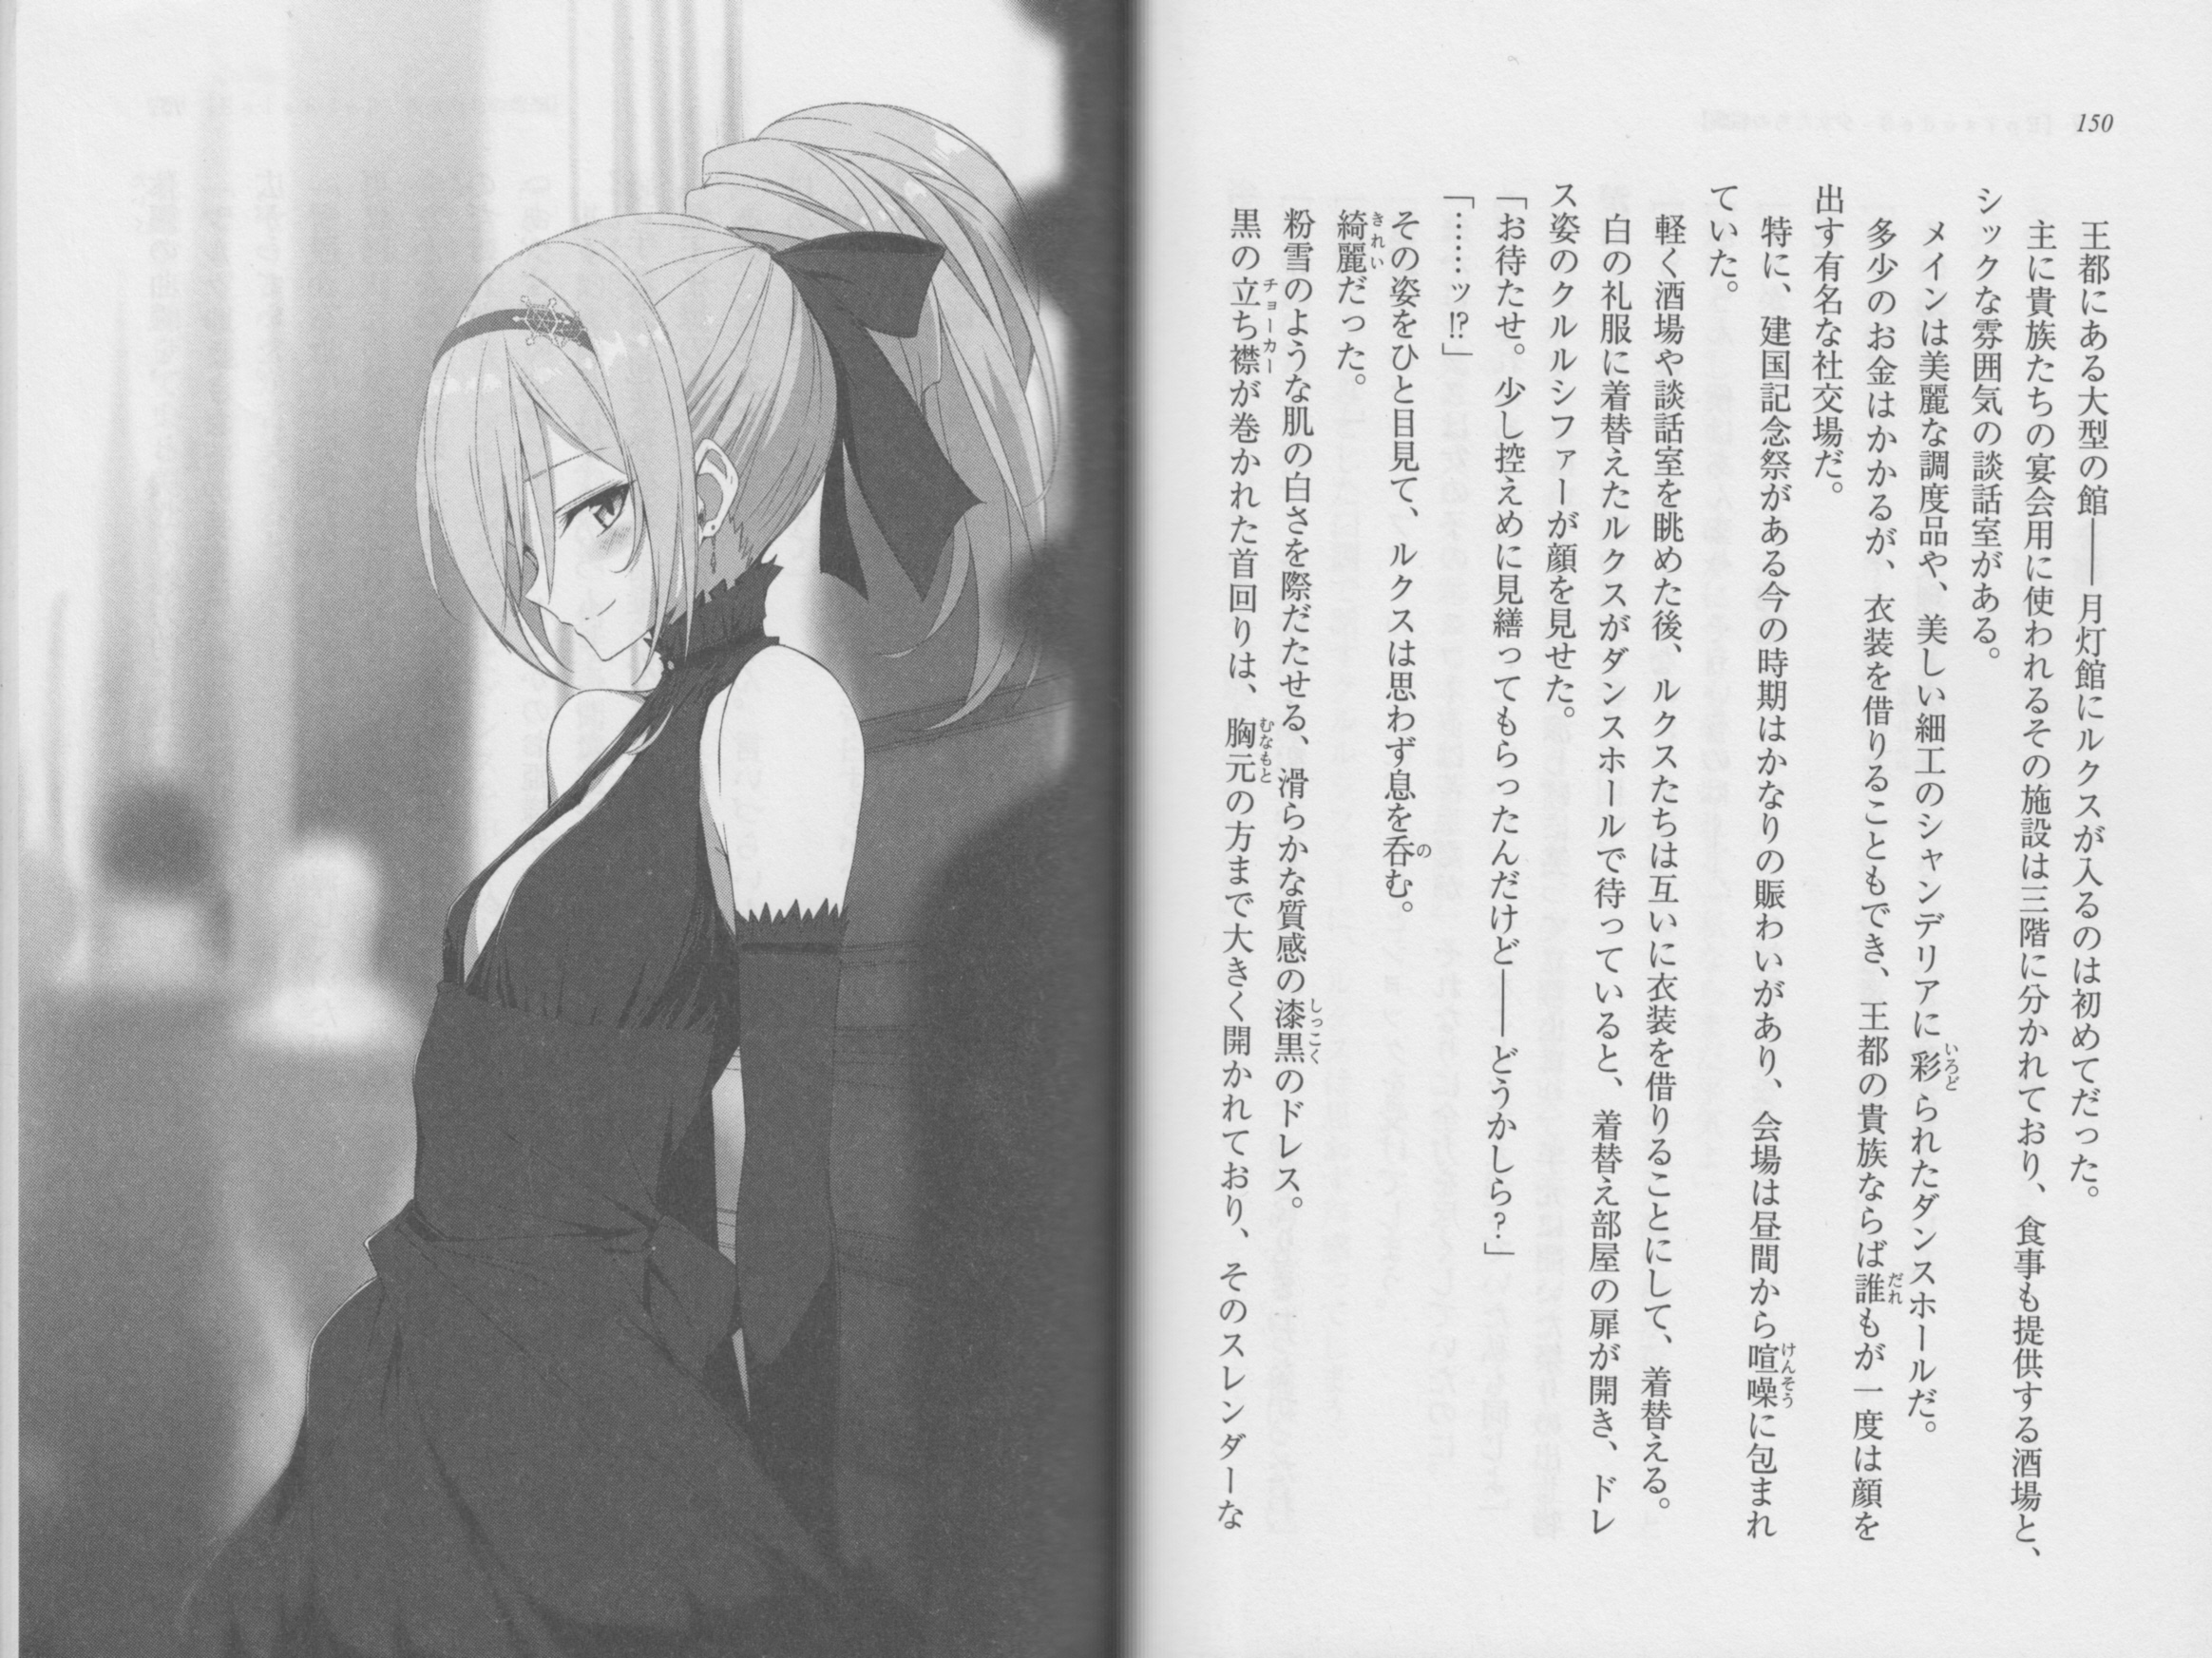 150
王都にある大型の館――月灯館にルクスが入るのは初めてだった。
主に貴族たちの宴会用に使われるその施設は三階に分かれており、食事も提供する酒場と、
シックな雰囲気の談話室がある。
メインは美麗な調度品や、美しい細工のシャンデリアに彩られたダンスホールだ。
多少のお金はかかるが、衣装を借りることもでき、王都の貴族ならば誰もが一度は顔を
出す有名な社交場だ。
特に、建国記念祭がある今の時期はかなりの賑わいがあり、会場は昼間から喧噪に包まれ
ていた。
軽く酒場や談話室を眺めた後、ルクスたちは互いに衣装を借りることにして、着替える。
白の礼服に着替えたルクスがダンスホールで待っていると、着替え部屋の扉が開き、ドレ
ス姿のクルルシファーが顔を見せた。
「お待たせ。少し控えめに見繕ってもらったんだけど――どうかしら?」
「……ッ!?」
その姿をひと目見て、ルクスは思わず息を呑む。
綺麗だった。
粉雪のような肌の白さを際だたせる、滑らかな質感の漆黒のドレス。
黒の立ち襟が巻かれた首回りは、胸元の方まで大きく開かれており、そのスレンダーな